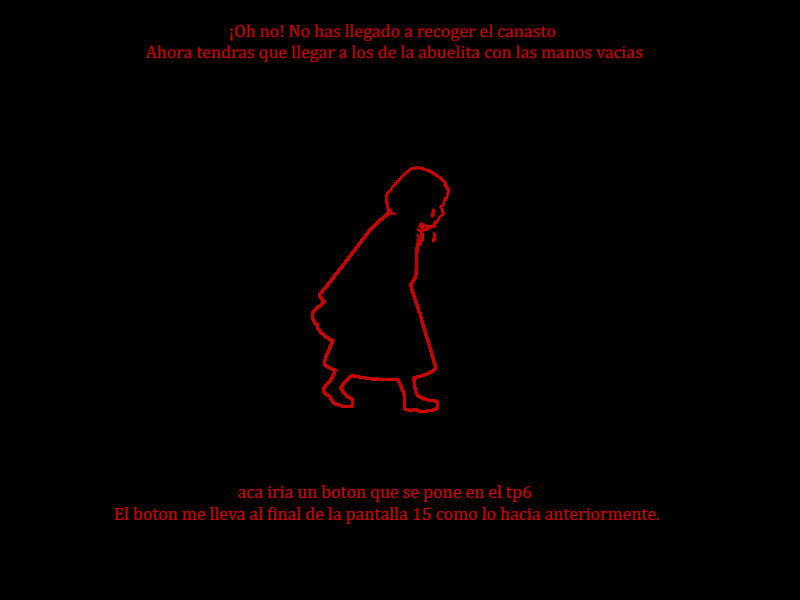 ¡Oh no! No has llegado a recoger el canasto
Ahora tendras que llegar a los de la abuelita con las manos vacias
aca iria un boton que se pone en el tp6
El boton me lleva al final de la pantalla 15 como lo hacia anteriormente.